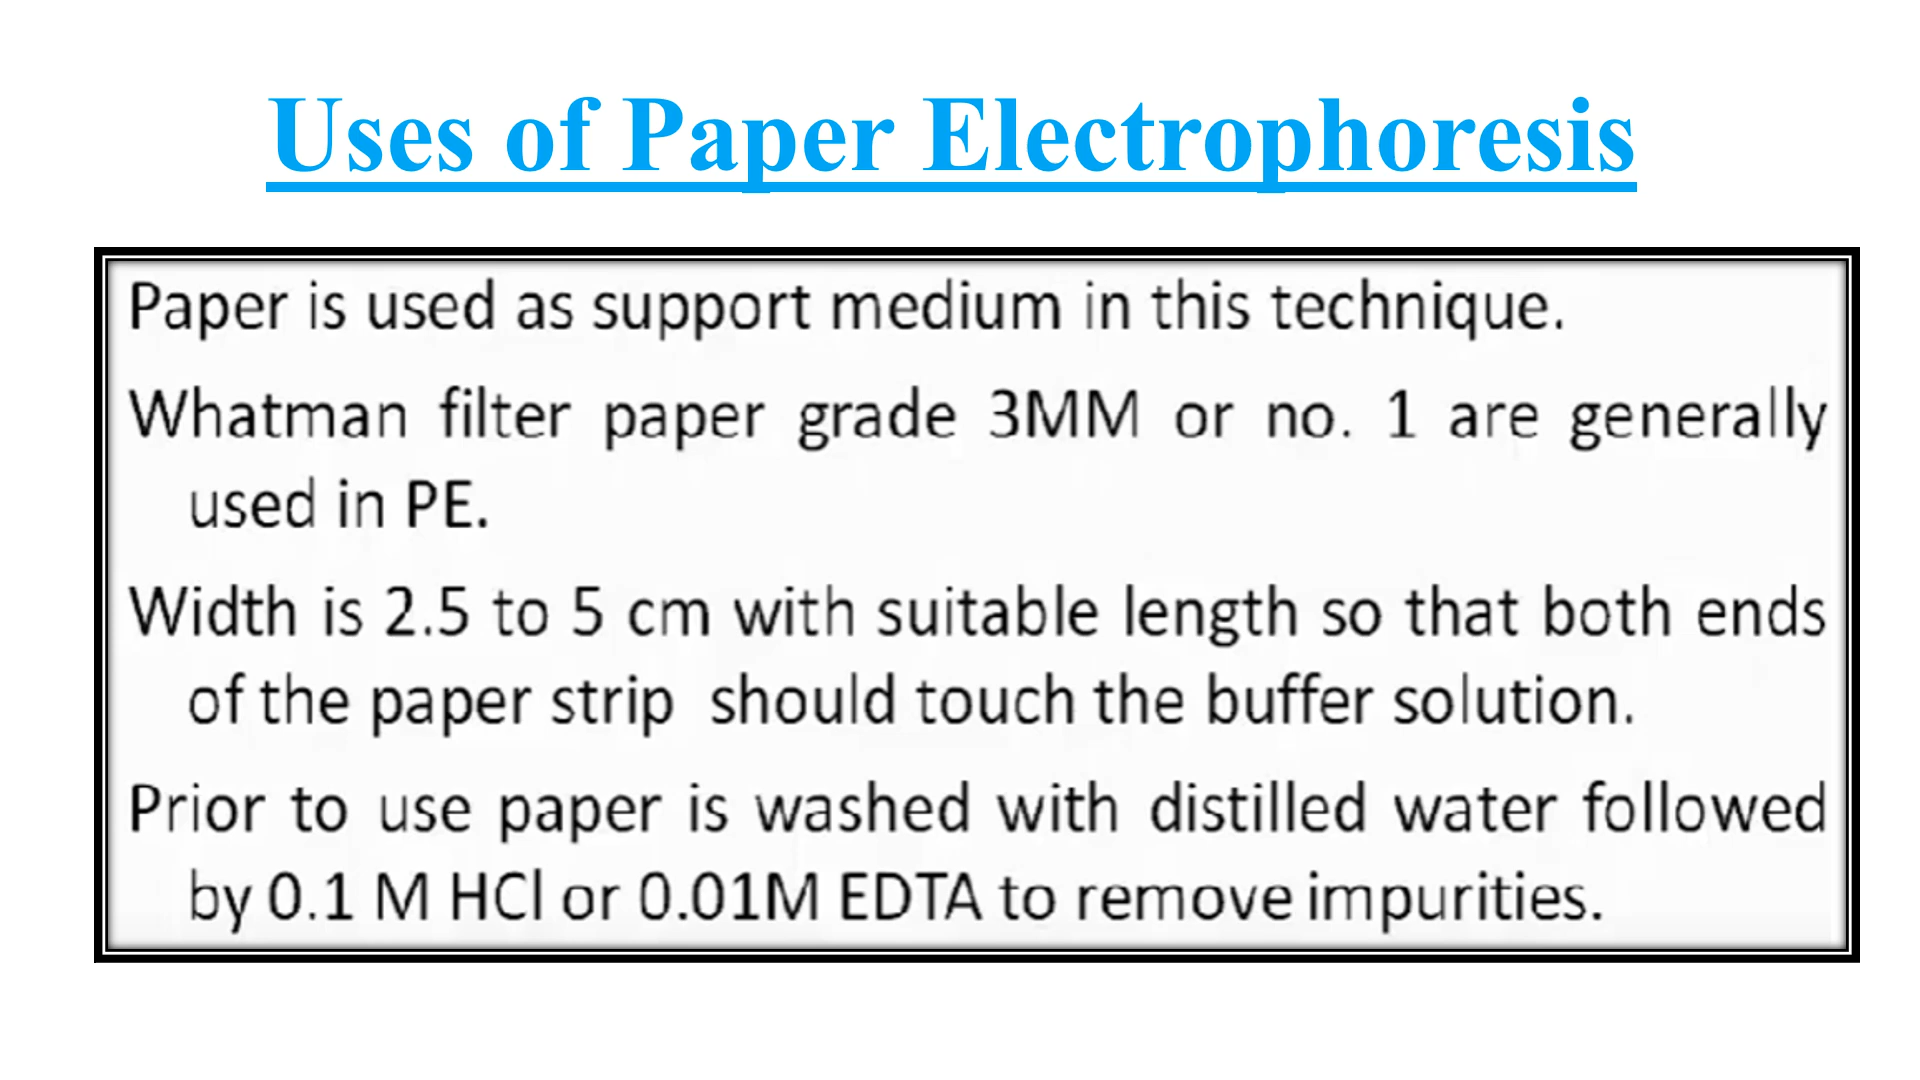 Uses of Paper Electrophoresis
Paper is used as support medium in this technique.
Whatman filter paper grade 3MM or no. 1 are generally
used in PE.
Width is 2.5 to 5 cm with suitable length so that both ends
of the paper strip should touch the buffer solution.
Prior to use paper is washed with distilled water followed
by 0.1 M HCl or 0.01M EDTA to remove impurities.